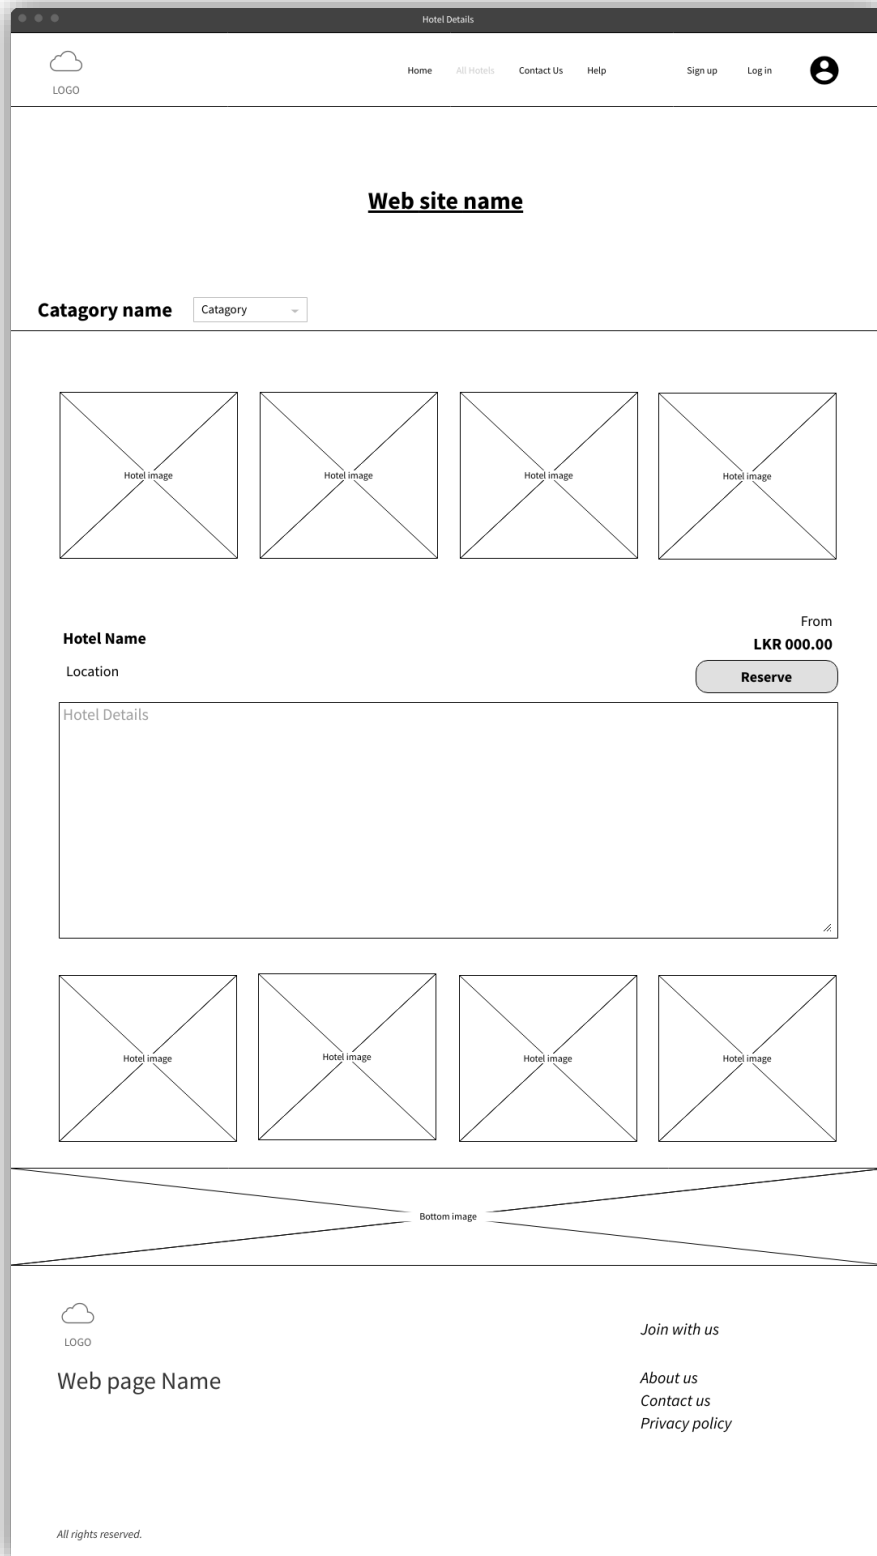 Hotel Details
LOGO
Home All Hotels Contact Us Help Sign up Log in
Web site name
Catagory name Catagory
Hotel image Hotel image Hotel image Hotel image
From
Hotel Name
LKR 000.00
Location
Reserve
Hotel Details
Hotel image Hotel image Hotel image Hotel image
Bottom image
LOGO
Web page Name
Join with us
About us
Contact us
Privacy policy
All rights reserved.